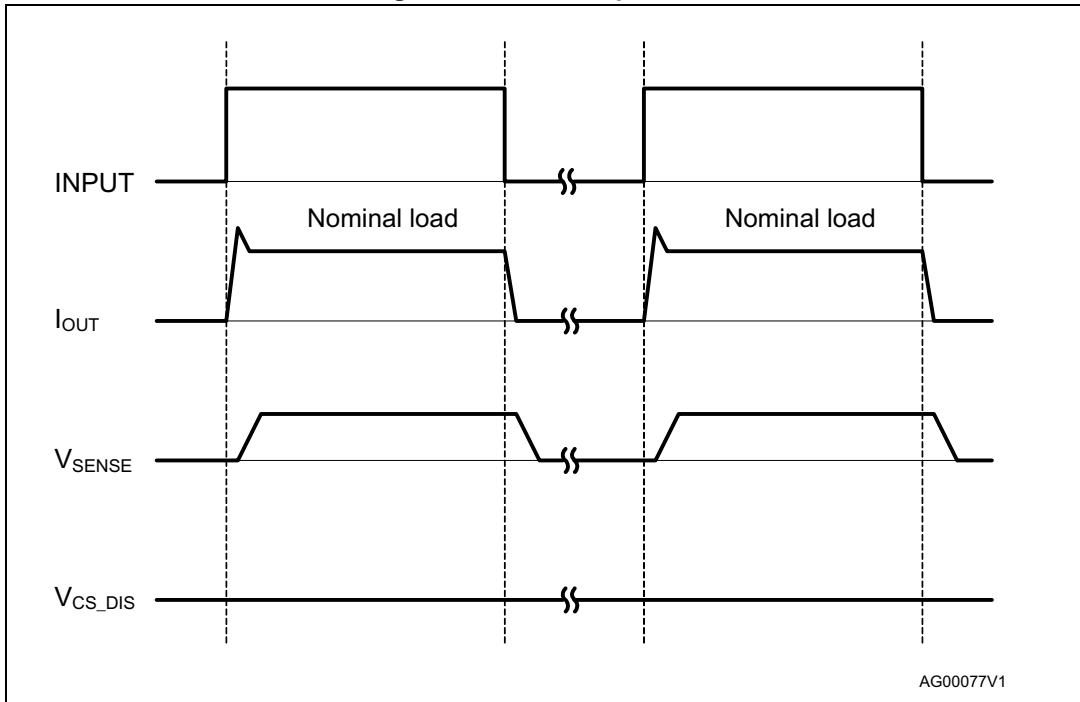 INPUT
Nominal load
Nominal load
IOUT
VSENSE
VCS_DIS
AG00077V1